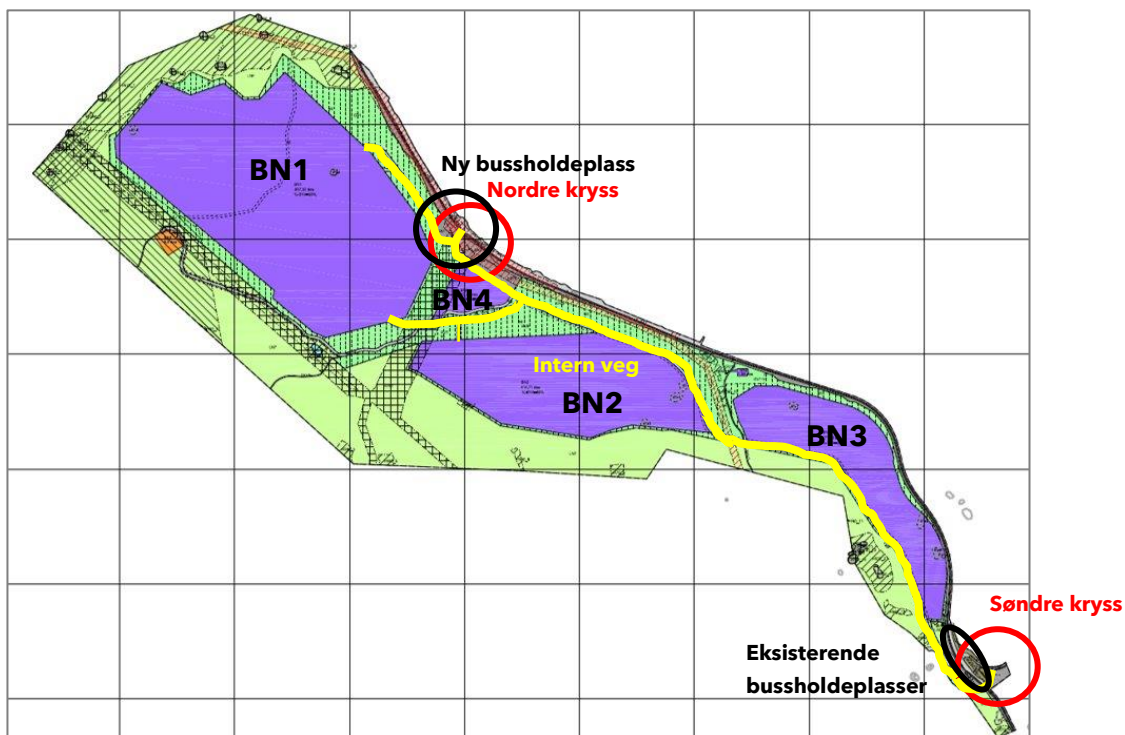 Ny bussholdeplass
Nordre kryss
BN1
BN4
Intern veg
BN2
BN3
Søndre kryss
Eksisterende
bussholdeplasser